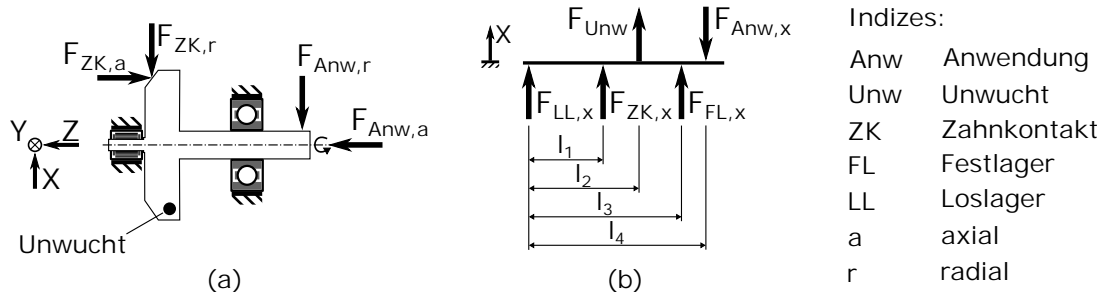 F_ZK,r
F_ZK,a
F_Anw,r
F_Anw,a
Y
Z
X
Unwucht
(a)
X
F_Unw
F_Anw,x
F_LL,x
F_ZK,x
F_FL,x
l_1
l_2
l_3
l_4
(b)
Indizes:
Anw Anwendung
Unw Unwucht
ZK Zahnkontakt
FL Festlager
LL Loslager
a axial
r radial